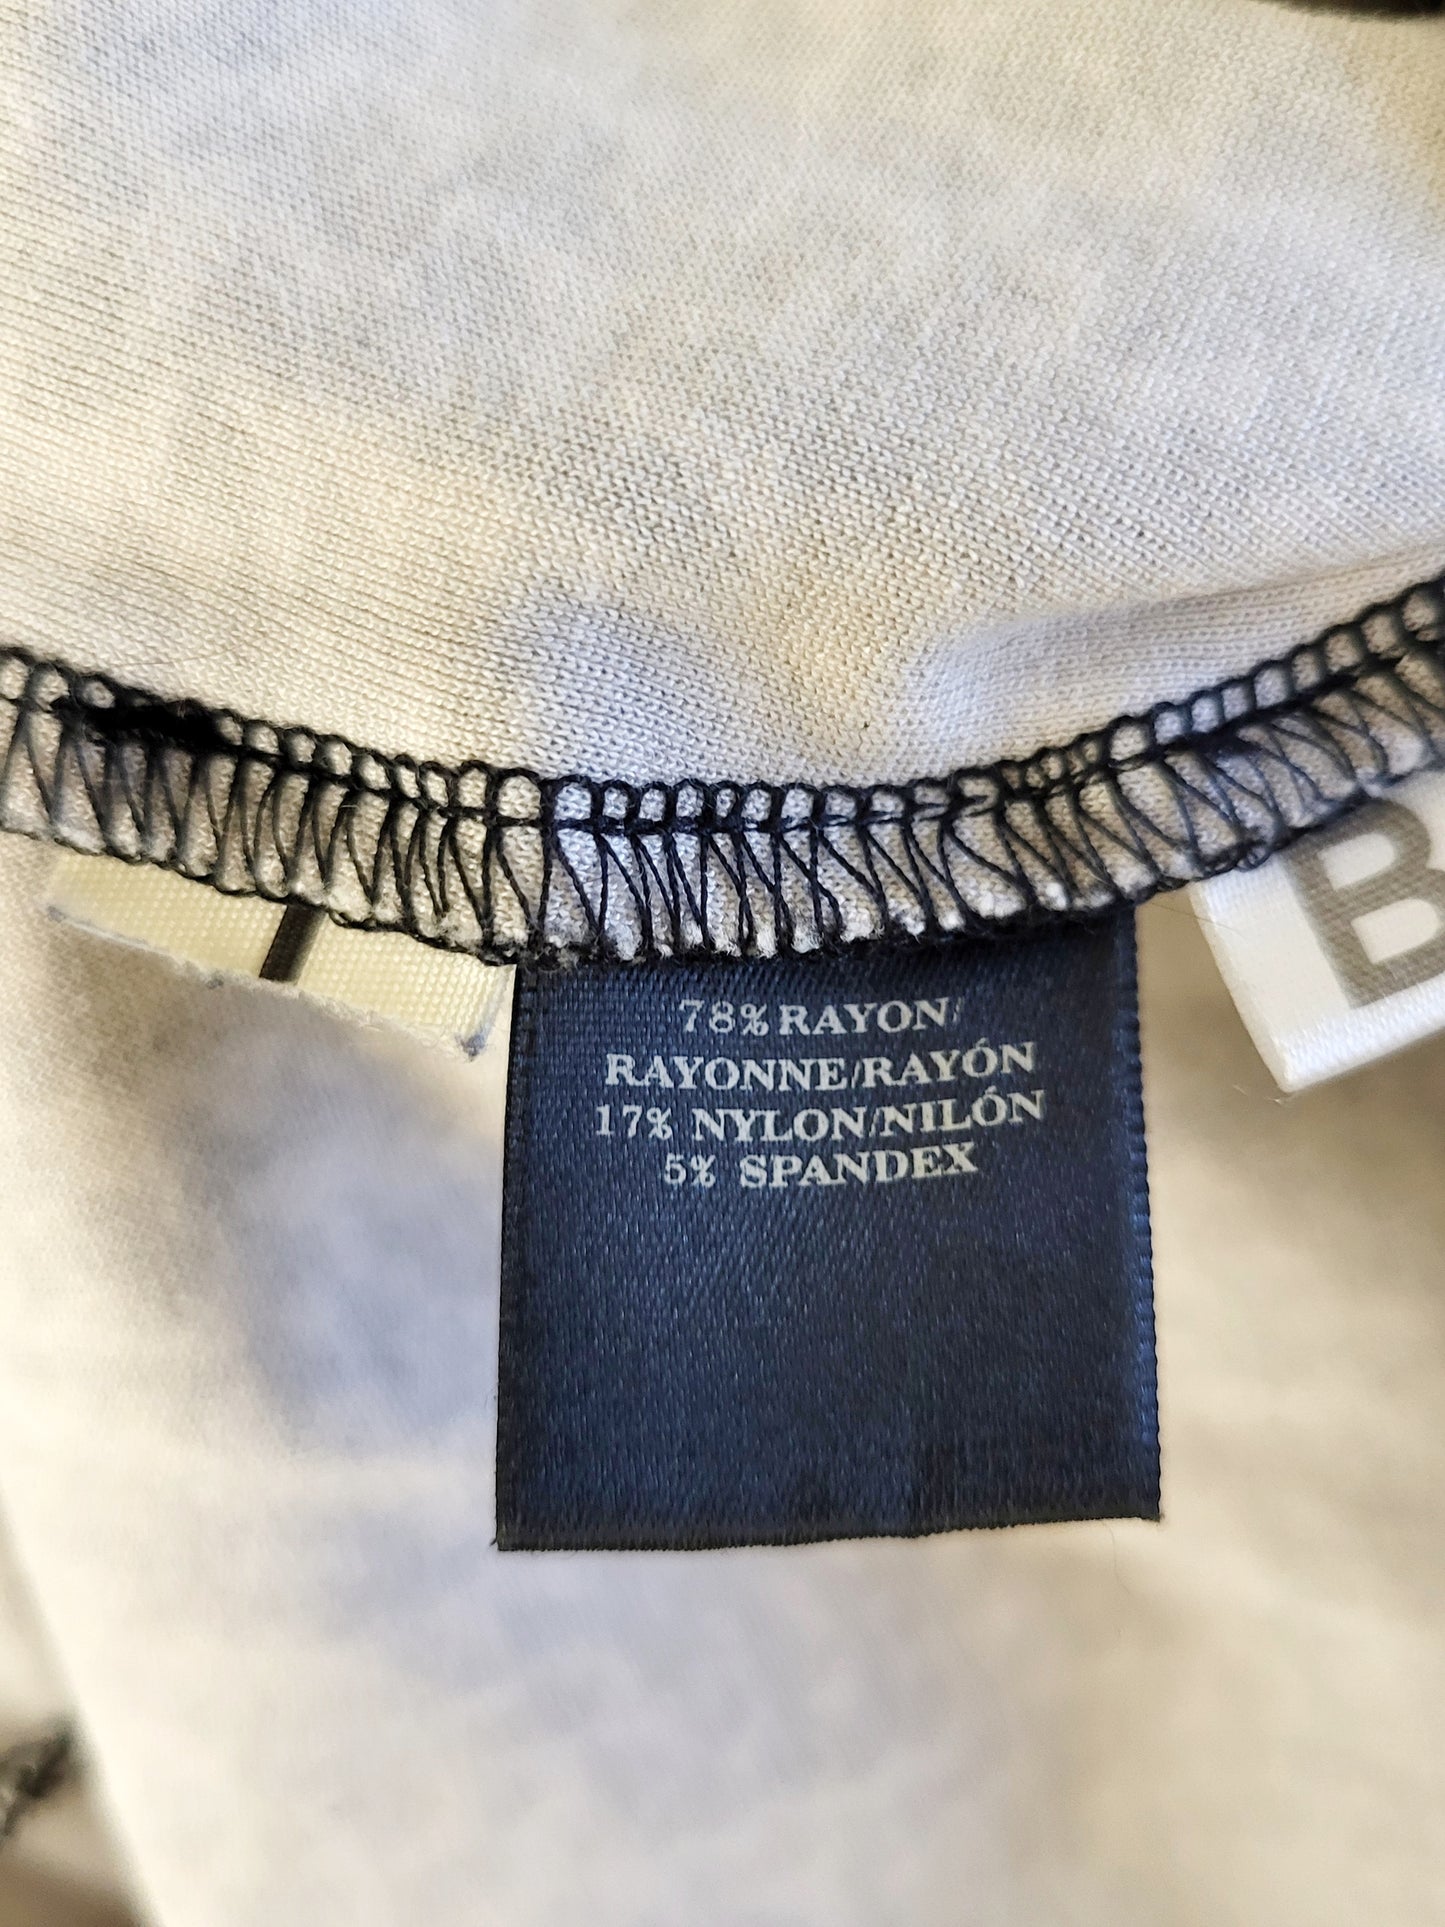 78% RAYON/
RAYONNE/RAYÓN
17% NYLON/NILÓN
5% SPANDEX
B